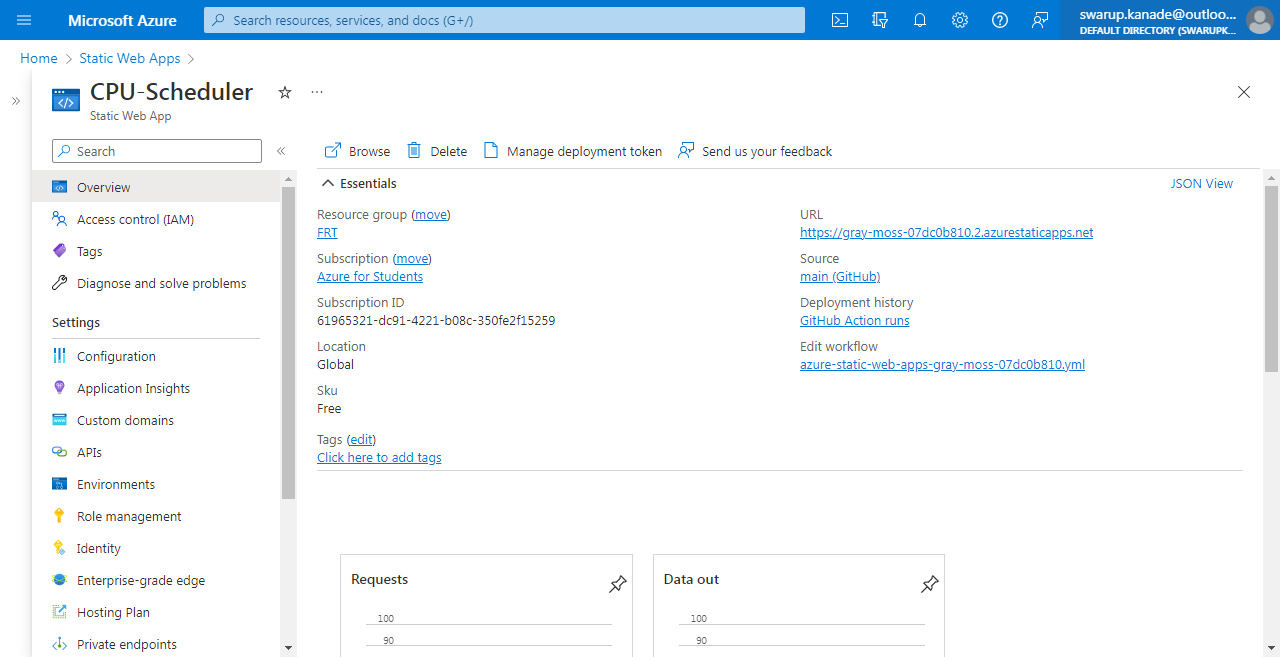 Microsoft Azure
Search resources, services, and docs (G+/)
swarup.kanade@outloo...
DEFAULT DIRECTORY (SWARUPK...
Home > Static Web Apps >
CPU-Scheduler
Static Web App
Search
Browse
Delete
Manage deployment token
Send us your feedback
Overview
Access control (IAM)
Tags
Diagnose and solve problems
Settings
Configuration
Application Insights
Custom domains
APIs
Environments
Role management
Identity
Enterprise-grade edge
Hosting Plan
Private endpoints
Essentials
JSON View
Resource group (move)
FRT
Subscription (move)
Azure for Students
Subscription ID
61965321-dc91-4221-b08c-350fe2f15259
Location
Global
Sku
Free
Tags (edit)
Click here to add tags
URL
https://gray-moss-07dc0b810.2.azurestaticapps.net
Source
main (GitHub)
Deployment history
GitHub Action runs
Edit workflow
azure-static-web-apps-gray-moss-07dc0b810.yml
Requests
100
90
Data out
100
90